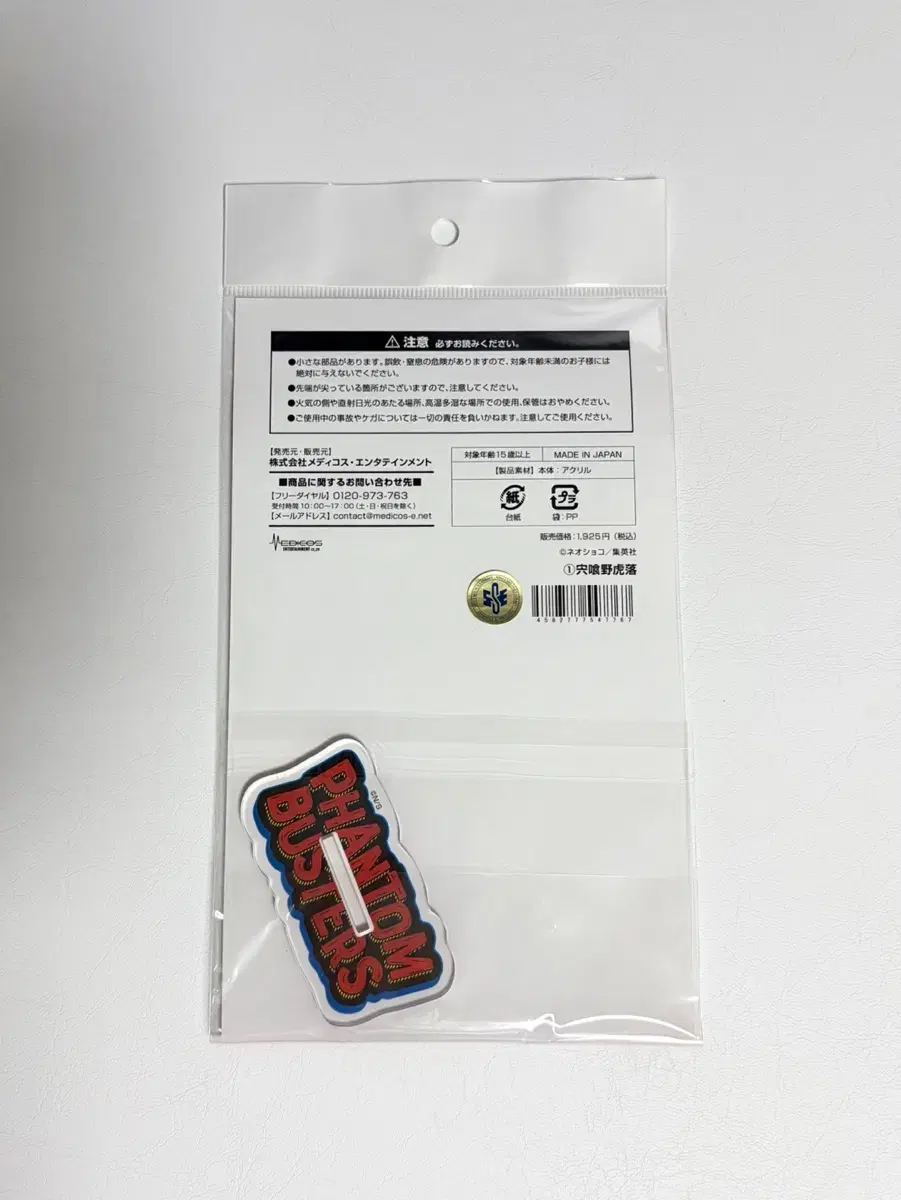 ⚠注意 必ずお読みください。
●小さな部品があります。誤飲・窒息の危険がありますので、対象年齢未満のお子様には
絶対に与えないでください。
●先端が尖っている箇所がございますので、注意してください。
●火気の側や直射日光のあたる場所、高温多湿な場所での使用、保管はおやめください。
●ご使用中の事故やケガについては一切の責任を負いかねます。注意してご使用ください。
【発売元・販売元】
株式会社メディコス・エンタテインメント
■商品に関するお問い合わせ先■
【フリーダイヤル】0120-973-763
受付時間 10:00〜17:00(土・日・祝日を除く)
【メールアドレス】contact@medicos-e.net
MEDICOS
ENTERTAINMENT co.,ltd
対象年齢15歳以上 MADE IN JAPAN
【製品素材】本体:アクリル
紙 プラ
台紙 袋:PP
販売価格:1,925円(税込)
©ネオショコ/集英社
①宍喰野虎落
4582777541767
©N/S
PHANTOM
BUSTERS